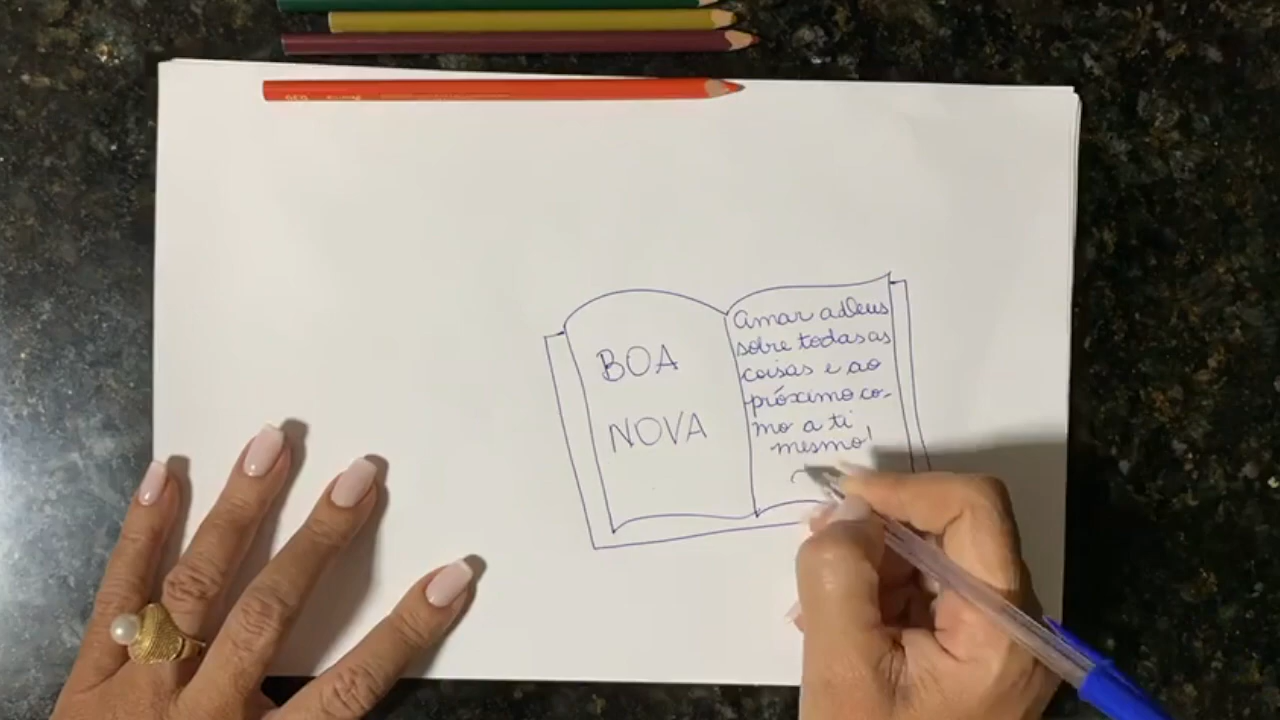 BOA
NOVA
Amar a Deus
sobre todas as
coisas e ao
próximo co-
mo a ti
mesmo!